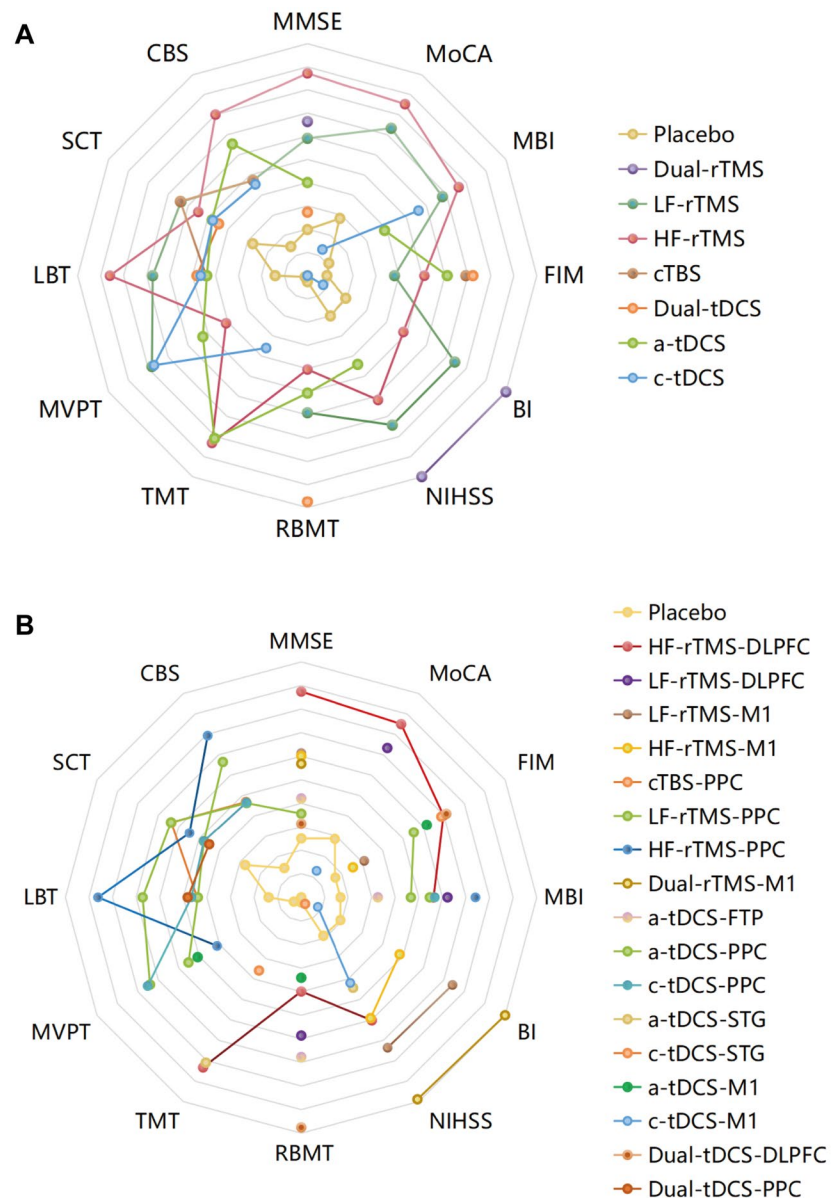 A
MMSE
CBS
MoCA
SCT
MBI
LBT
FIM
MVPT
BI
TMT
NIHSS
RBMT
Placebo
Dual-rTMS
LF-rTMS
HF-rTMS
cTBS
Dual-tDCS
a-tDCS
c-tDCS
B
MMSE
CBS
MoCA
SCT
FIM
LBT
MBI
MVPT
BI
TMT
NIHSS
RBMT
Placebo
HF-rTMS-DLPFC
LF-rTMS-DLPFC
LF-rTMS-M1
HF-rTMS-M1
cTBS-PPC
LF-rTMS-PPC
HF-rTMS-PPC
Dual-rTMS-M1
a-tDCS-FTP
a-tDCS-PPC
c-tDCS-PPC
a-tDCS-STG
c-tDCS-STG
a-tDCS-M1
c-tDCS-M1
Dual-tDCS-DLPFC
Dual-tDCS-PPC